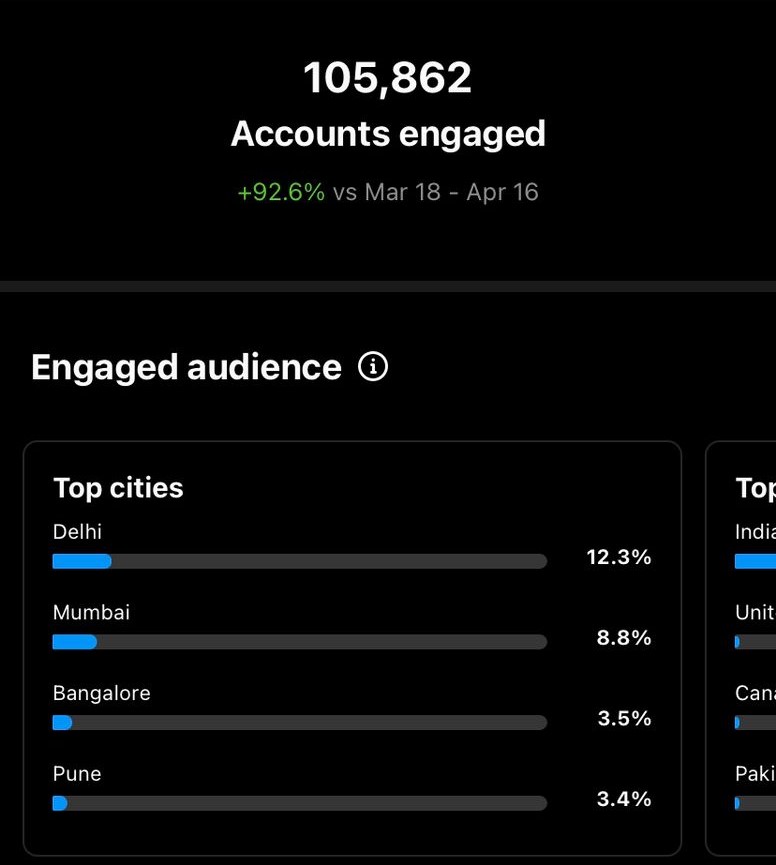 105,862
Accounts engaged
+92.6% vs Mar 18 - Apr 16
Engaged audience
Top cities
Delhi
12.3%
Mumbai
8.8%
Bangalore
3.5%
Pune
3.4%
Top
India
Unit
Cana
Paki